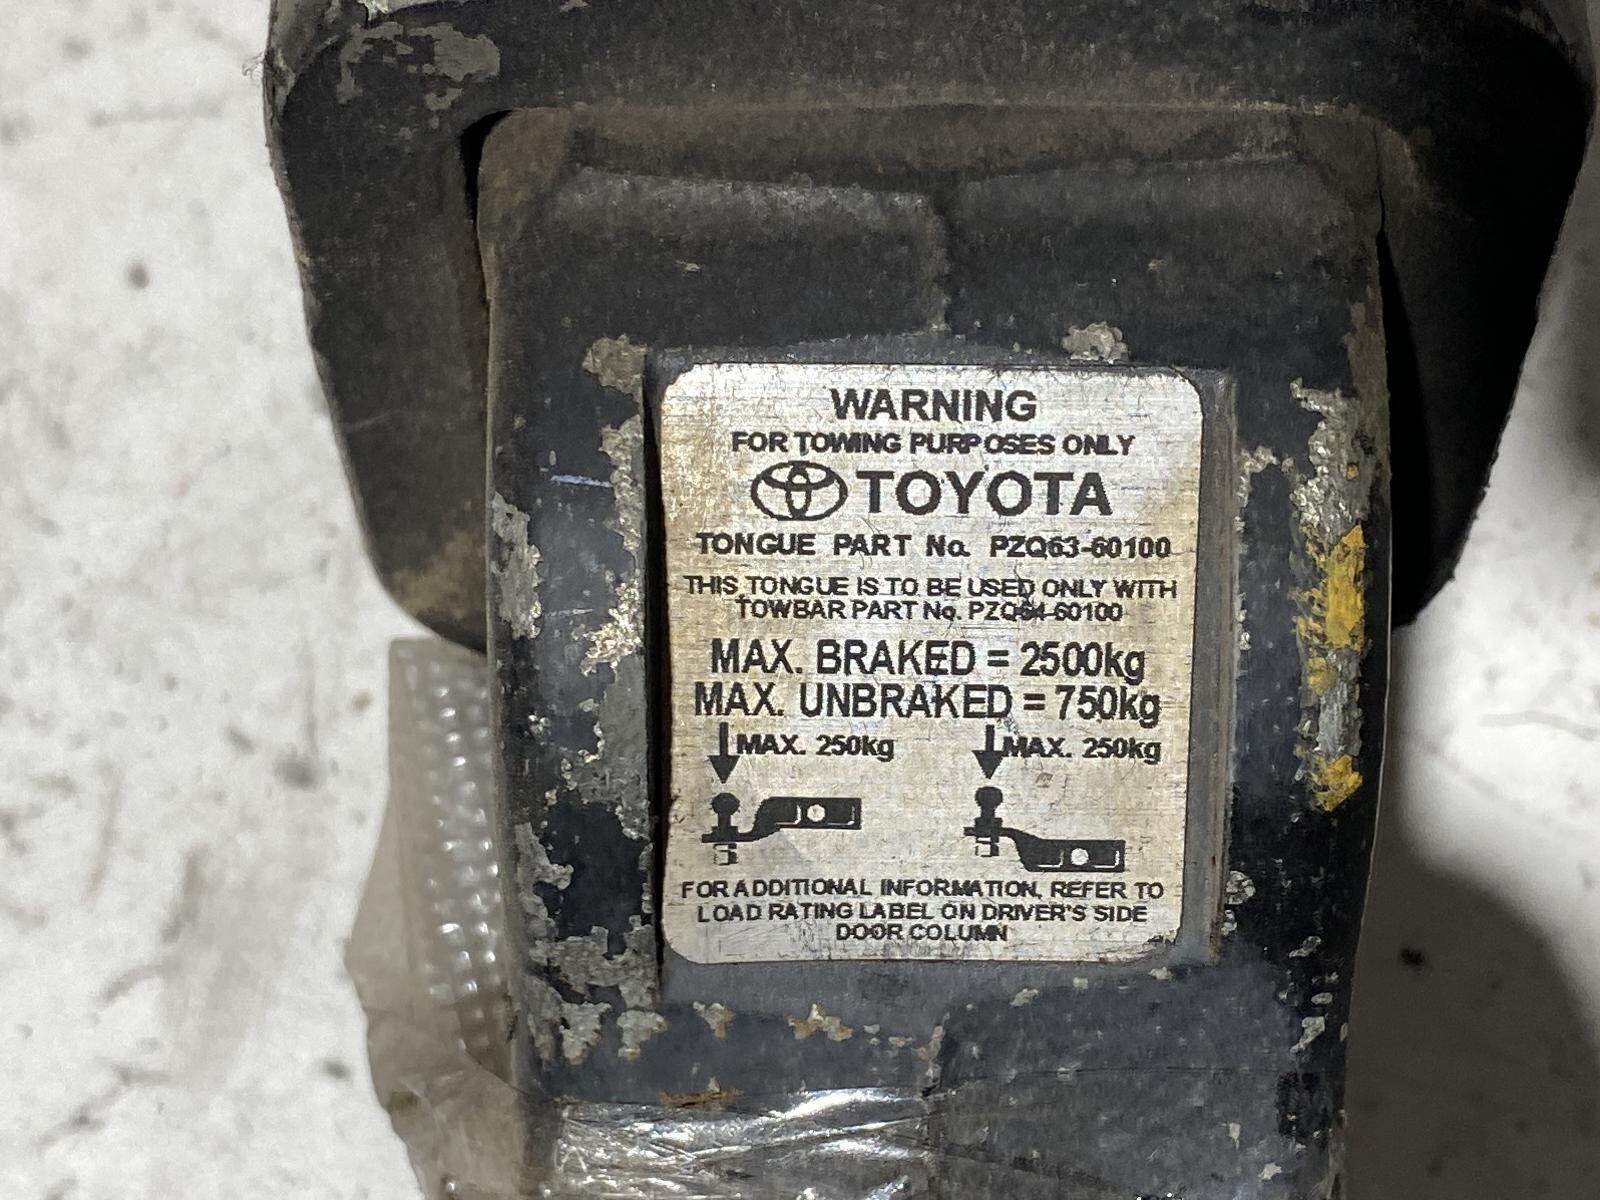 WARNING
FOR TOWING PURPOSES ONLY
TOYOTA
TONGUE PART No. PZQ63-60100
THIS TONGUE IS TO BE USED ONLY WITH
TOWBAR PART No. PZQ64-60100
MAX. BRAKED = 2500kg
MAX. UNBRAKED = 750kg
MAX. 250kg MAX. 250kg
FOR ADDITIONAL INFORMATION, REFER TO
LOAD RATING LABEL ON DRIVER'S SIDE
DOOR COLUMN